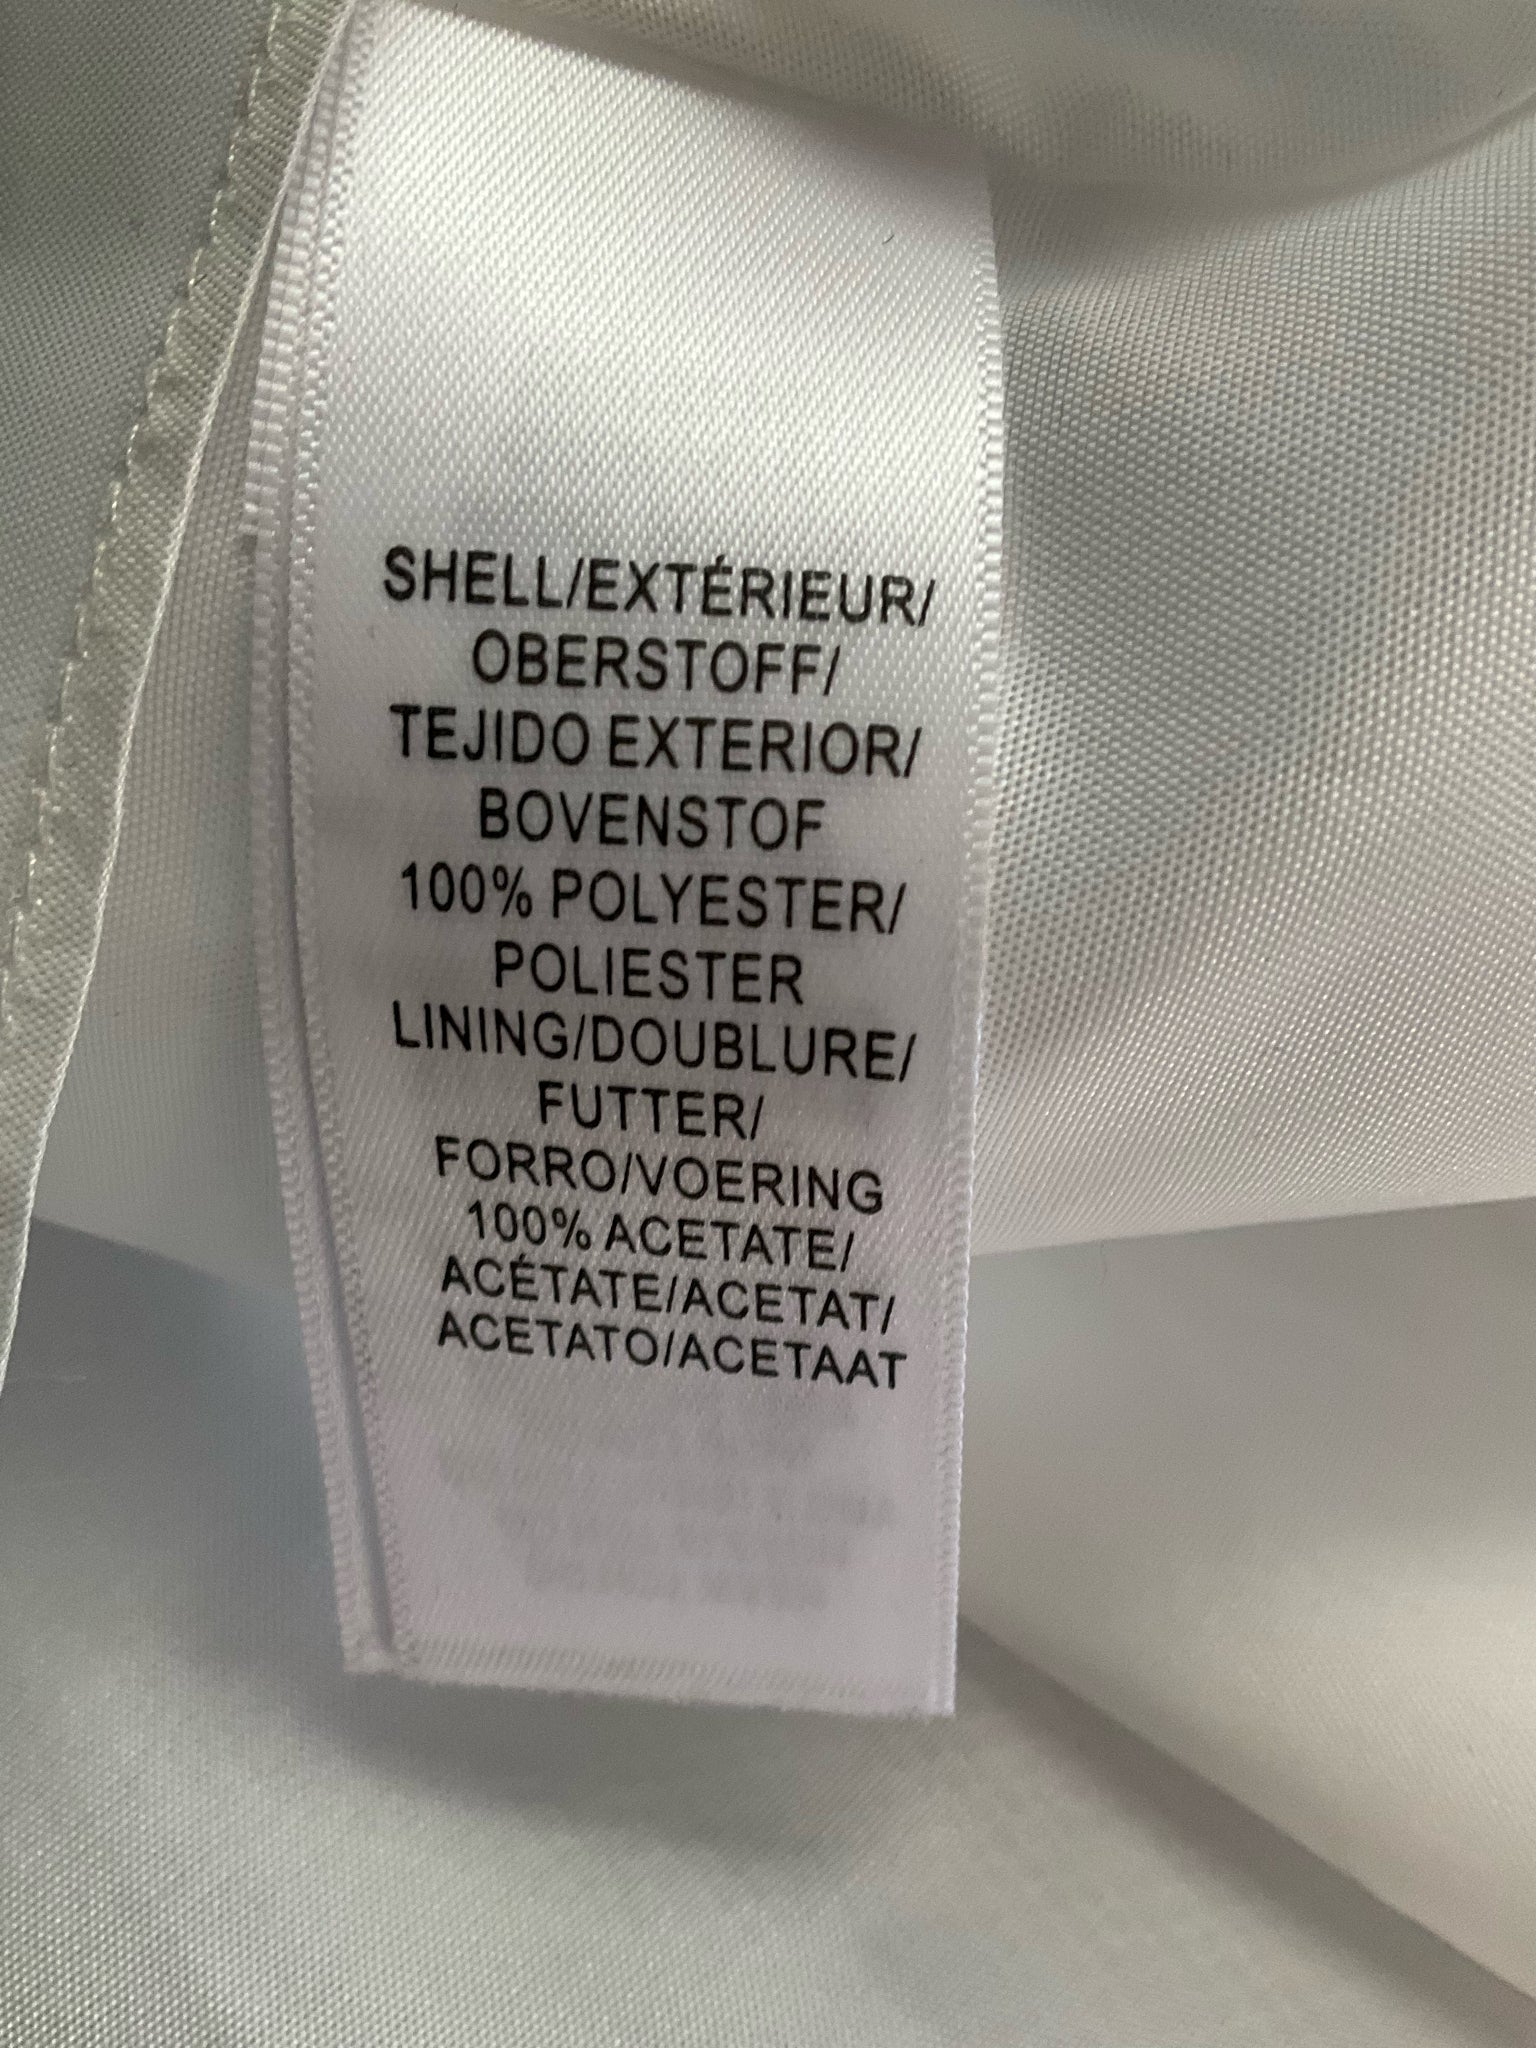 SHELL/EXTÉRIEUR/
OBERSTOFF/
TEJIDO EXTERIOR/
BOVENSTOF
100% POLYESTER/
POLIESTER
LINING/DOUBLURE/
FUTTER/
FORRO/VOERING
100% ACETATE/
ACÉTATE/ACETAT/
ACETATO/ACETAAT